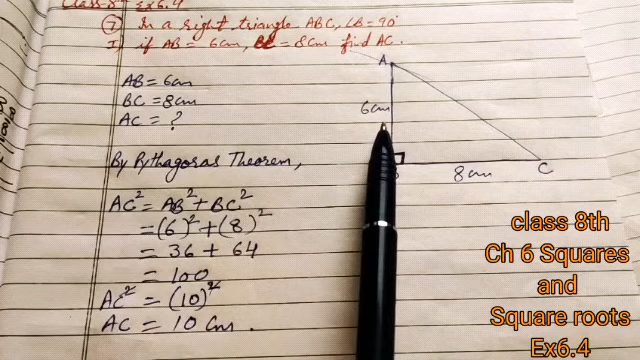 Class-8 Ex6.4
⑦ In a right triangle ABC, ∠B = 90°
I if AB = 6cm, BC = 8cm find AC.
AB = 6cm
BC = 8cm
AC = ?
A
6cm
8cm
C
By Pythagoras Theorem,
AC² = AB² + BC²
= (6)² + (8)²
= 36 + 64
= 100
AC² = (10)²
AC = 10 Cm.
class 8th
Ch 6 Squares
and
Square roots
Ex6.4